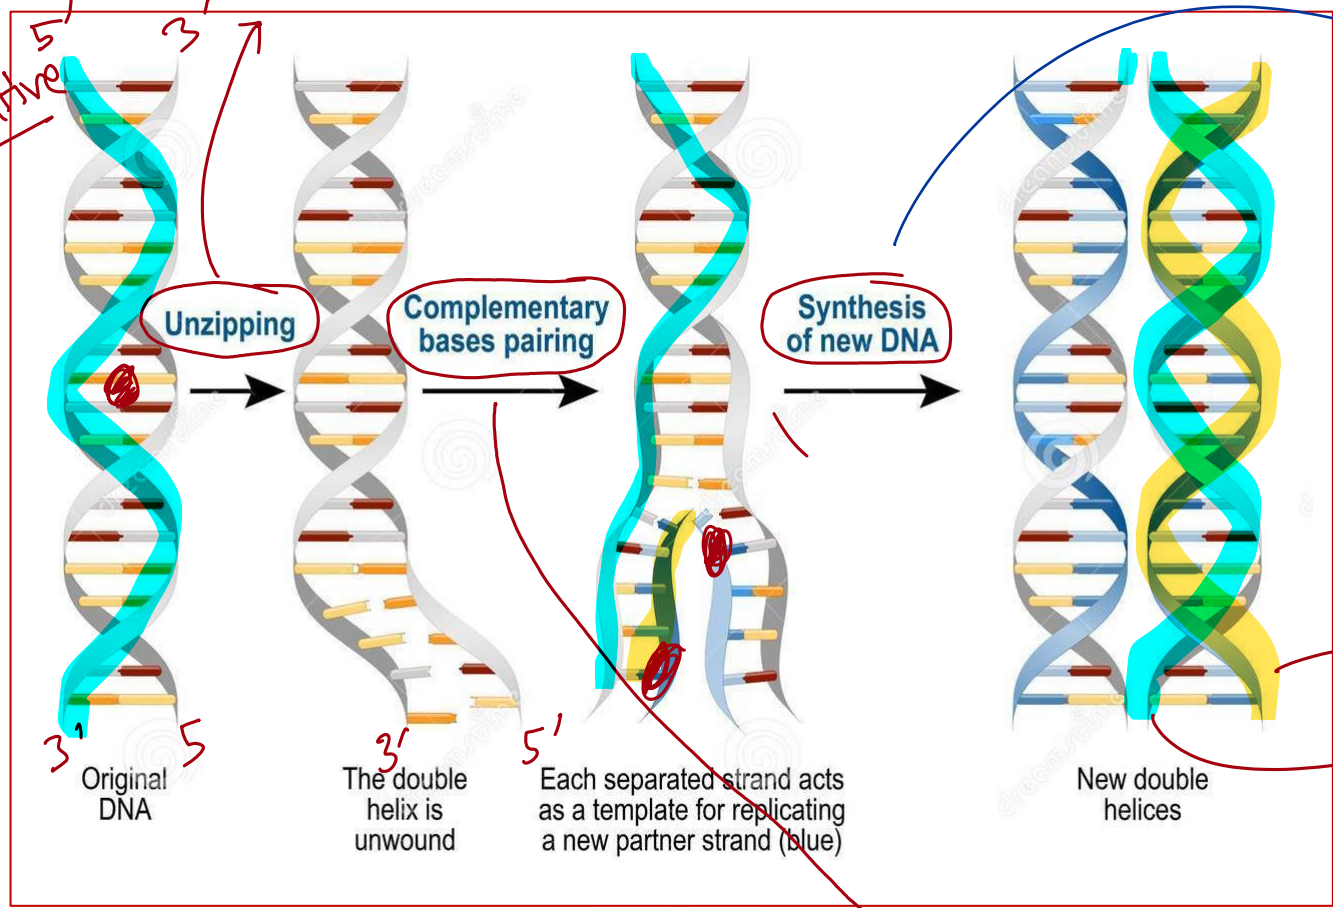 5' 3'
Unzipping
Complementary
bases pairing
Synthesis
of new DNA
3' 5
3' 5'
Original
DNA
The double
helix is
unwound
Each separated strand acts
as a template for replicating
a new partner strand (blue)
New double
helices